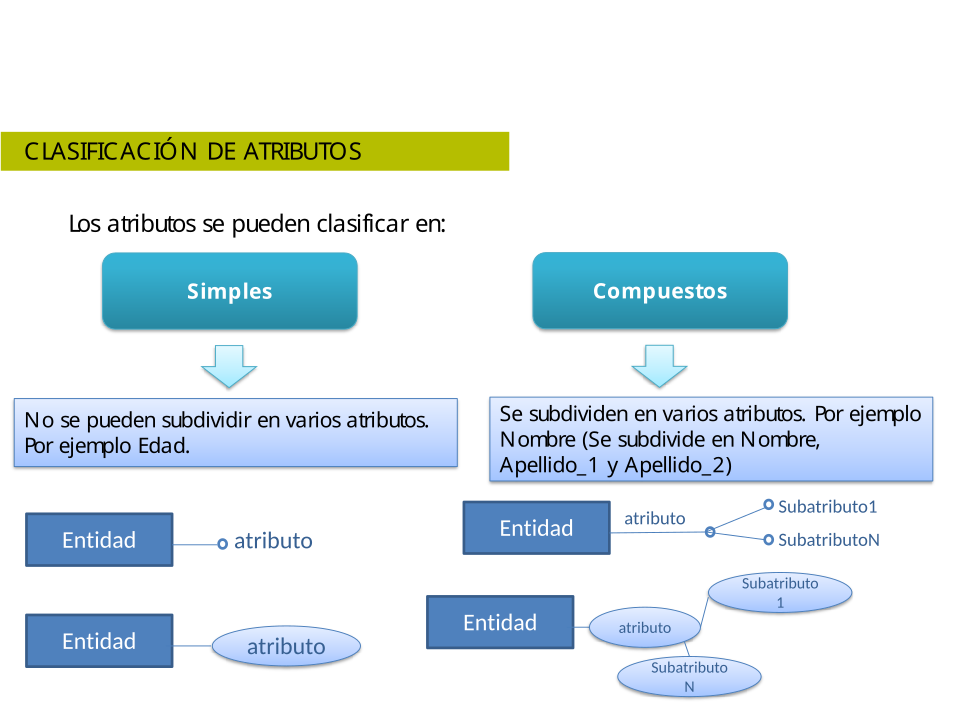 CLASIFICACIÓN DE ATRIBUTOS
Los atributos se pueden clasificar en:
Simples
Compuestos
No se pueden subdividir en varios atributos.
Por ejemplo Edad.
Se subdividen en varios atributos. Por ejemplo
Nombre (Se subdivide en Nombre,
Apellido_1 y Apellido_2)
Entidad
atributo
Entidad
atributo
Subatributo1
SubatributoN
Entidad
atributo
Entidad
atributo
Subatributo
1
Subatributo
N